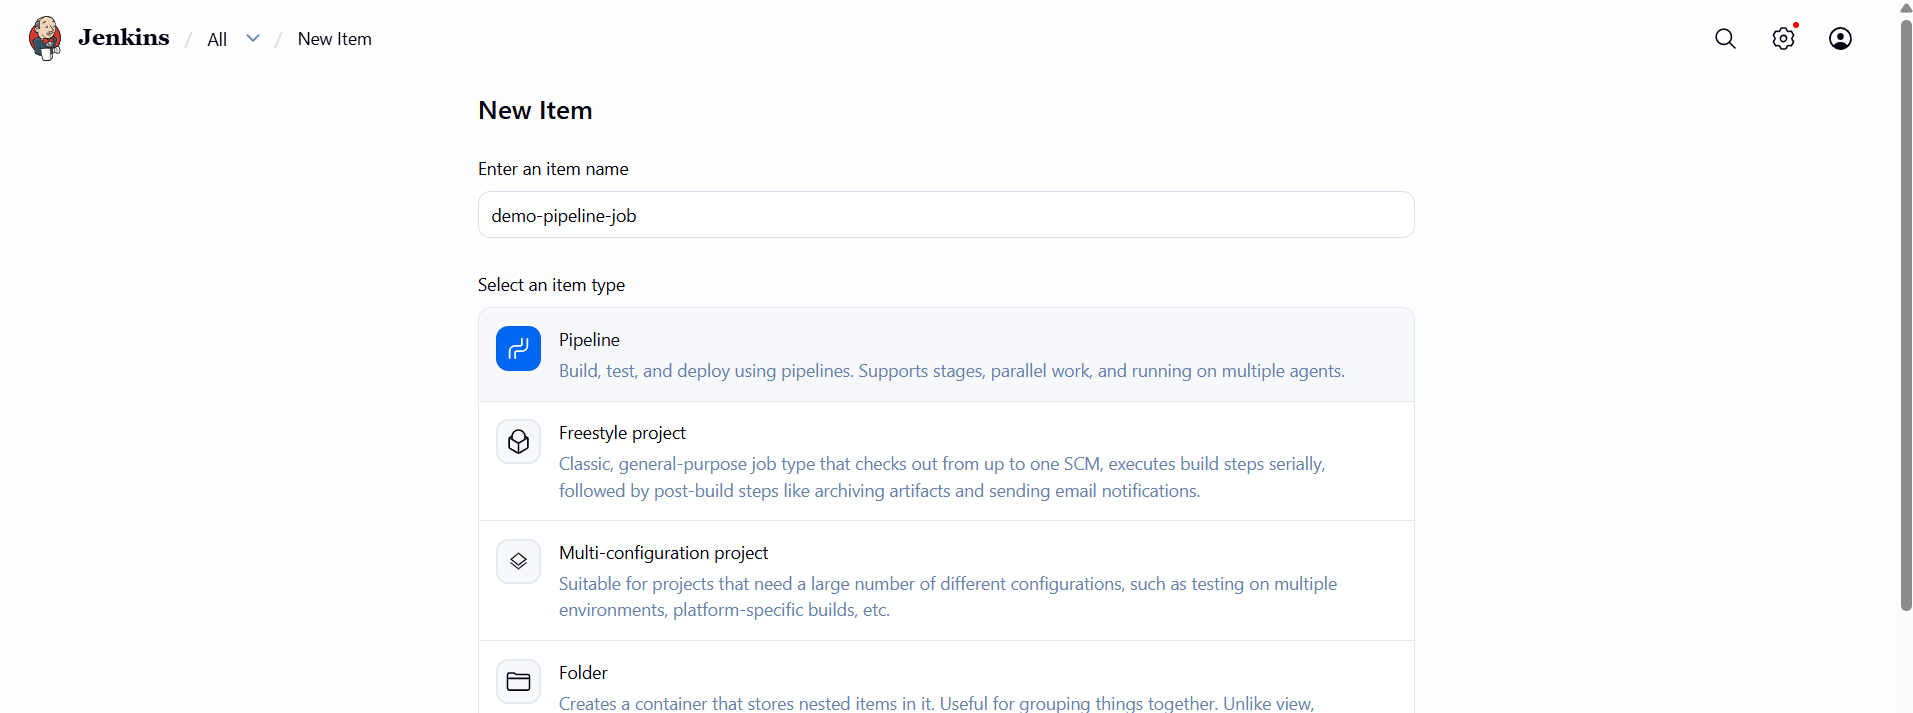 Jenkins / All / New Item
New Item
Enter an item name
demo-pipeline-job
Select an item type
Pipeline
Build, test, and deploy using pipelines. Supports stages, parallel work, and running on multiple agents.
Freestyle project
Classic, general-purpose job type that checks out from up to one SCM, executes build steps serially,
followed by post-build steps like archiving artifacts and sending email notifications.
Multi-configuration project
Suitable for projects that need a large number of different configurations, such as testing on multiple
environments, platform-specific builds, etc.
Folder
Creates a container that stores nested items in it. Useful for grouping things together. Unlike view,